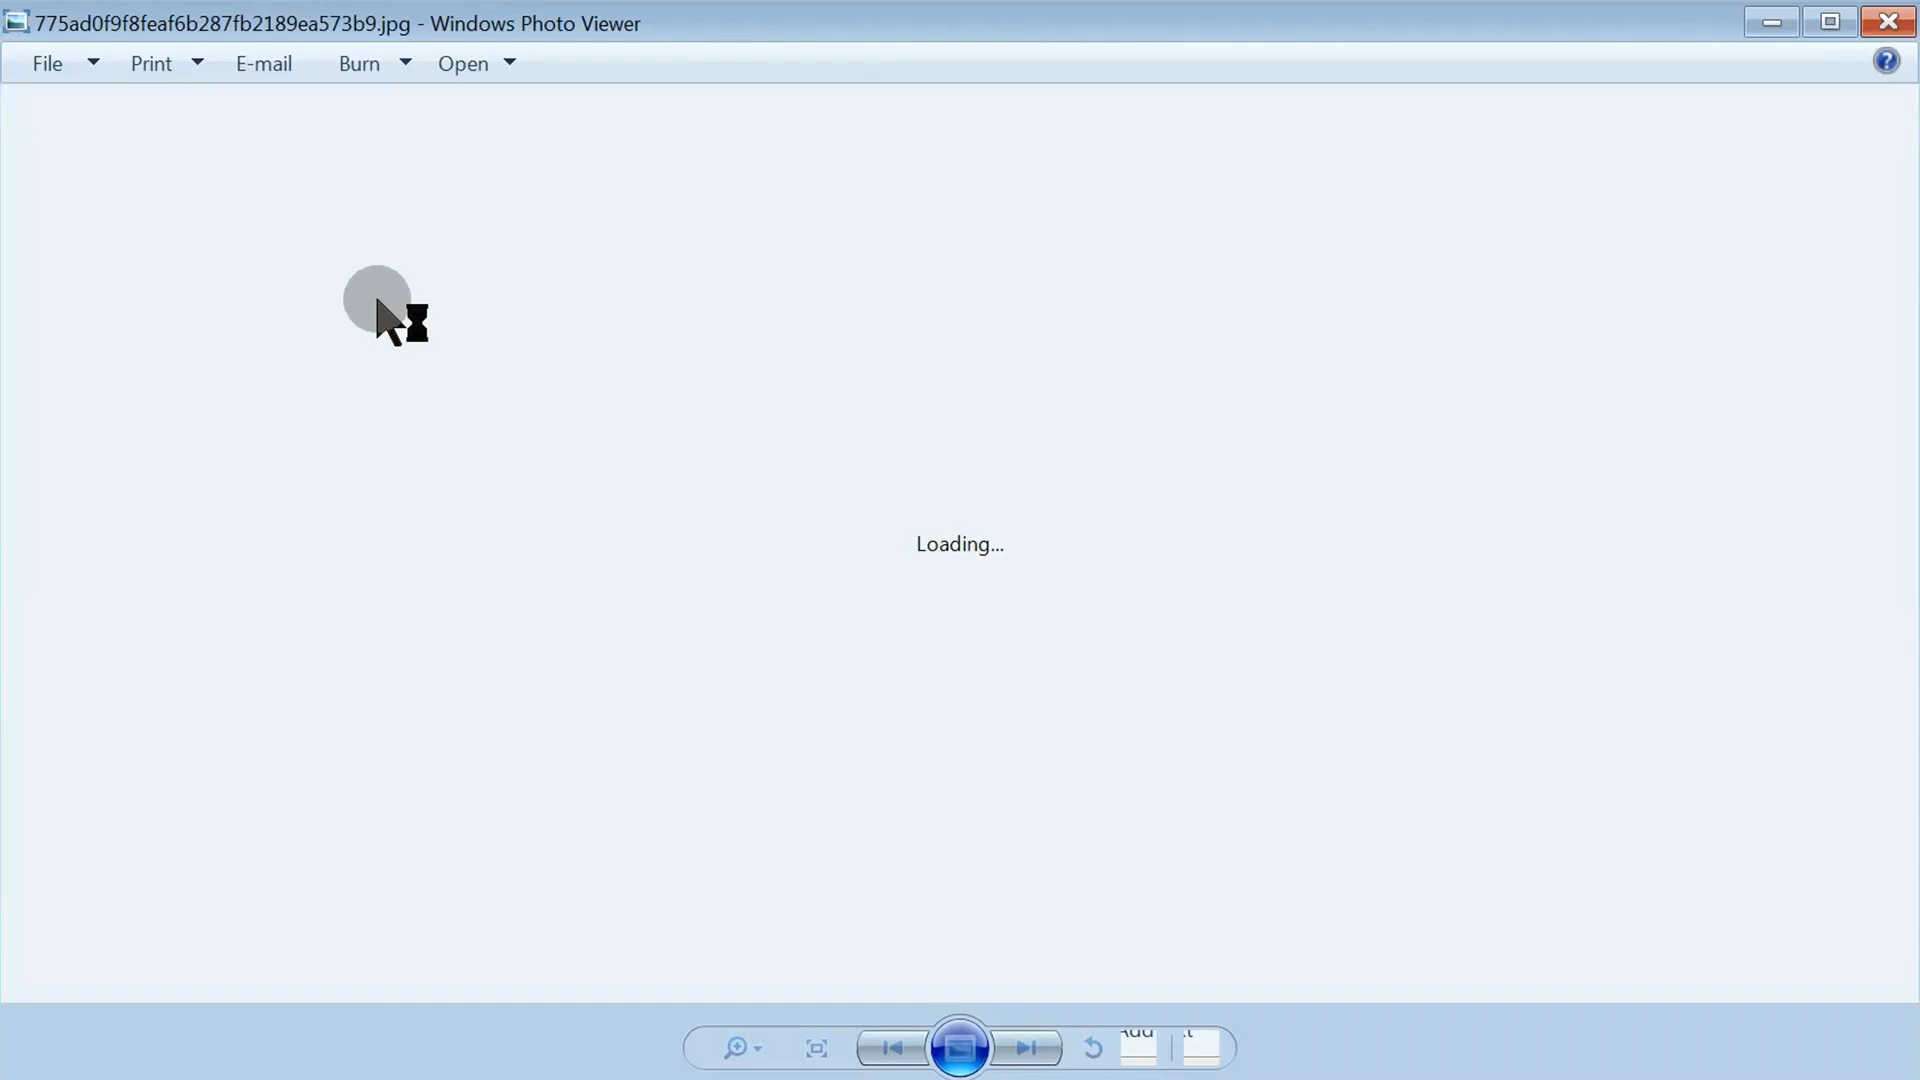 775ad0f9f8feaf6b287fb2189ea573b9.jpg - Windows Photo Viewer
File Print E-mail Burn Open
Loading...